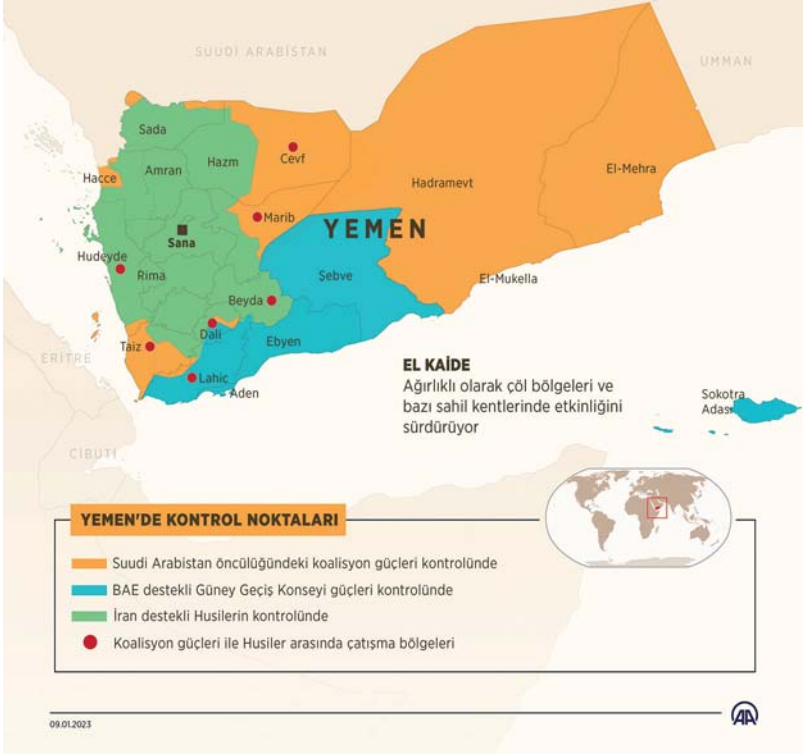 SUUDİ ARABİSTAN
UMMAN
Sada
Hazm
Cevf
Amran
Hacce
Hadramevt
El-Mehra
Marib
YEMEN
Sana
Hudeyde
Rima
Şebve
El-Mukella
Beyda
Dali
Taiz
Ebyen
ERİTRE
Lahiç
Aden
EL KAİDE
Ağırlıklı olarak çöl bölgeleri ve
bazı sahil kentlerinde etkinliğini
sürdürüyor
Sokotra
Adası
CİBUTİ
YEMEN'DE KONTROL NOKTALARI
Suudi Arabistan öncülüğündeki koalisyon güçleri kontrolünde
BAE destekli Güney Geçiş Konseyi güçleri kontrolünde
İran destekli Husilerin kontrolünde
Koalisyon güçleri ile Husiler arasında çatışma bölgeleri
09.01.2023
AA